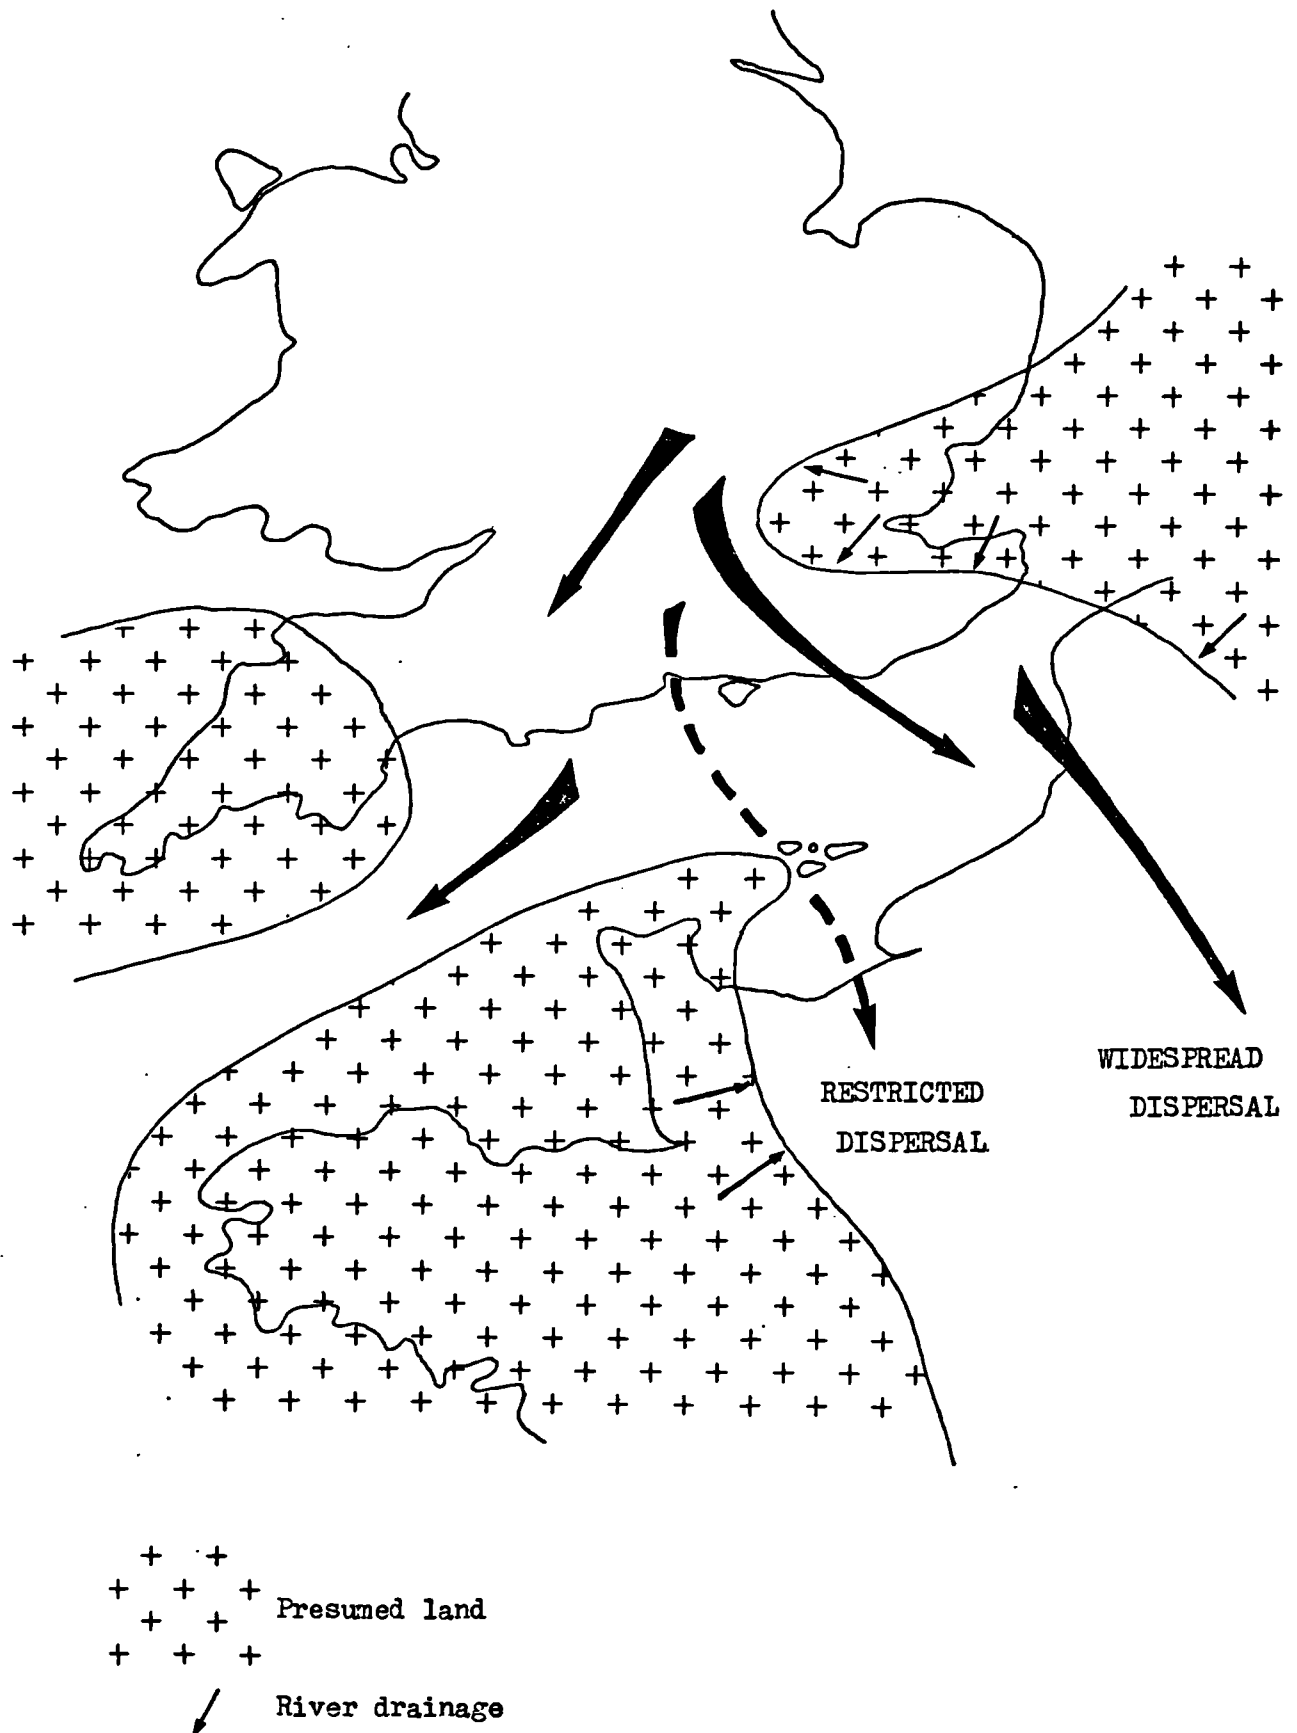 WIDESPREAD
DISPERSAL
RESTRICTED
DISPERSAL
Presumed land
River drainage